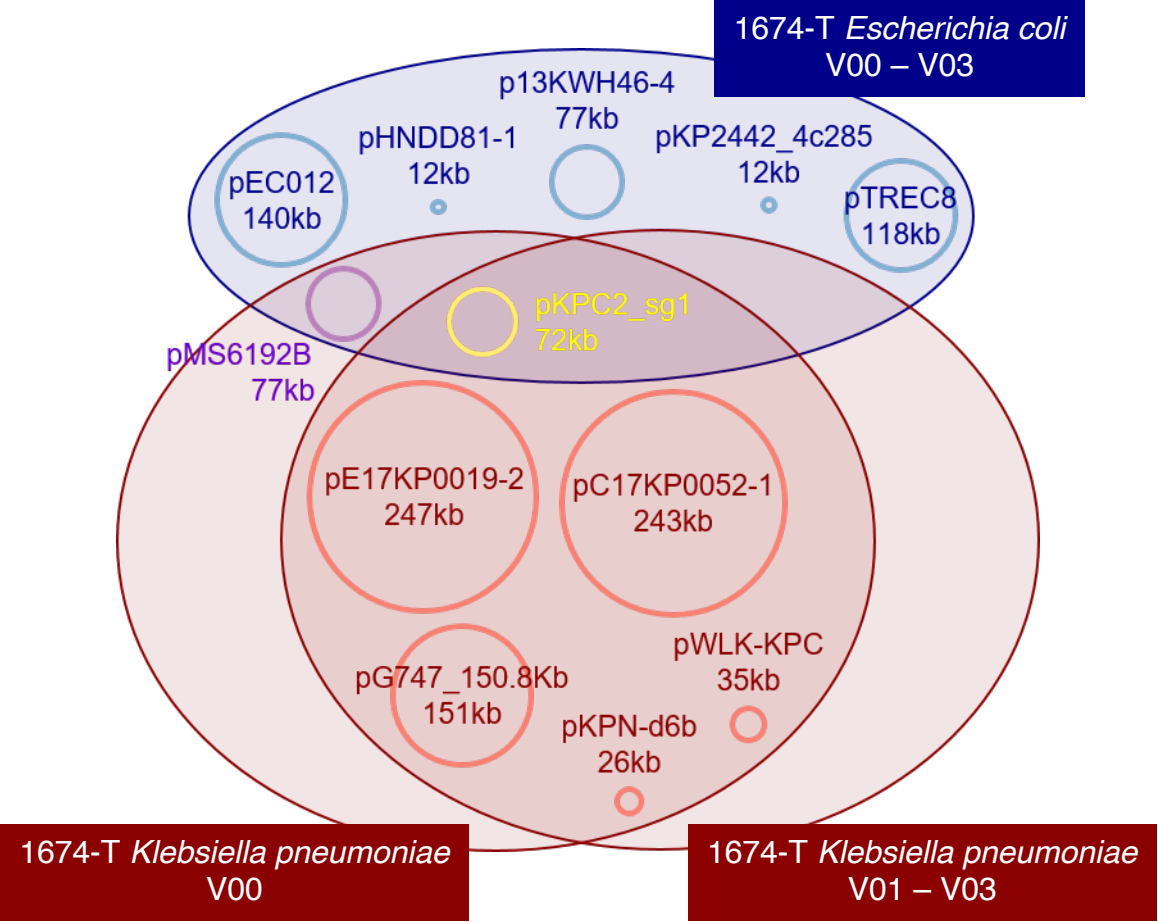 1674-T Escherichia coli
V00 – V03
p13KWH46-4
77kb
pHNDD81-1
12kb
pKP2442_4c285
12kb
pEC012
140kb
pTREC8
118kb
pKPC2_sg1
72kb
pMS6192B
77kb
pE17KP0019-2
247kb
pC17KP0052-1
243kb
pWLK-KPC
35kb
pG747_150.8Kb
151kb
pKPN-d6b
26kb
1674-T Klebsiella pneumoniae
V00
1674-T Klebsiella pneumoniae
V01 – V03